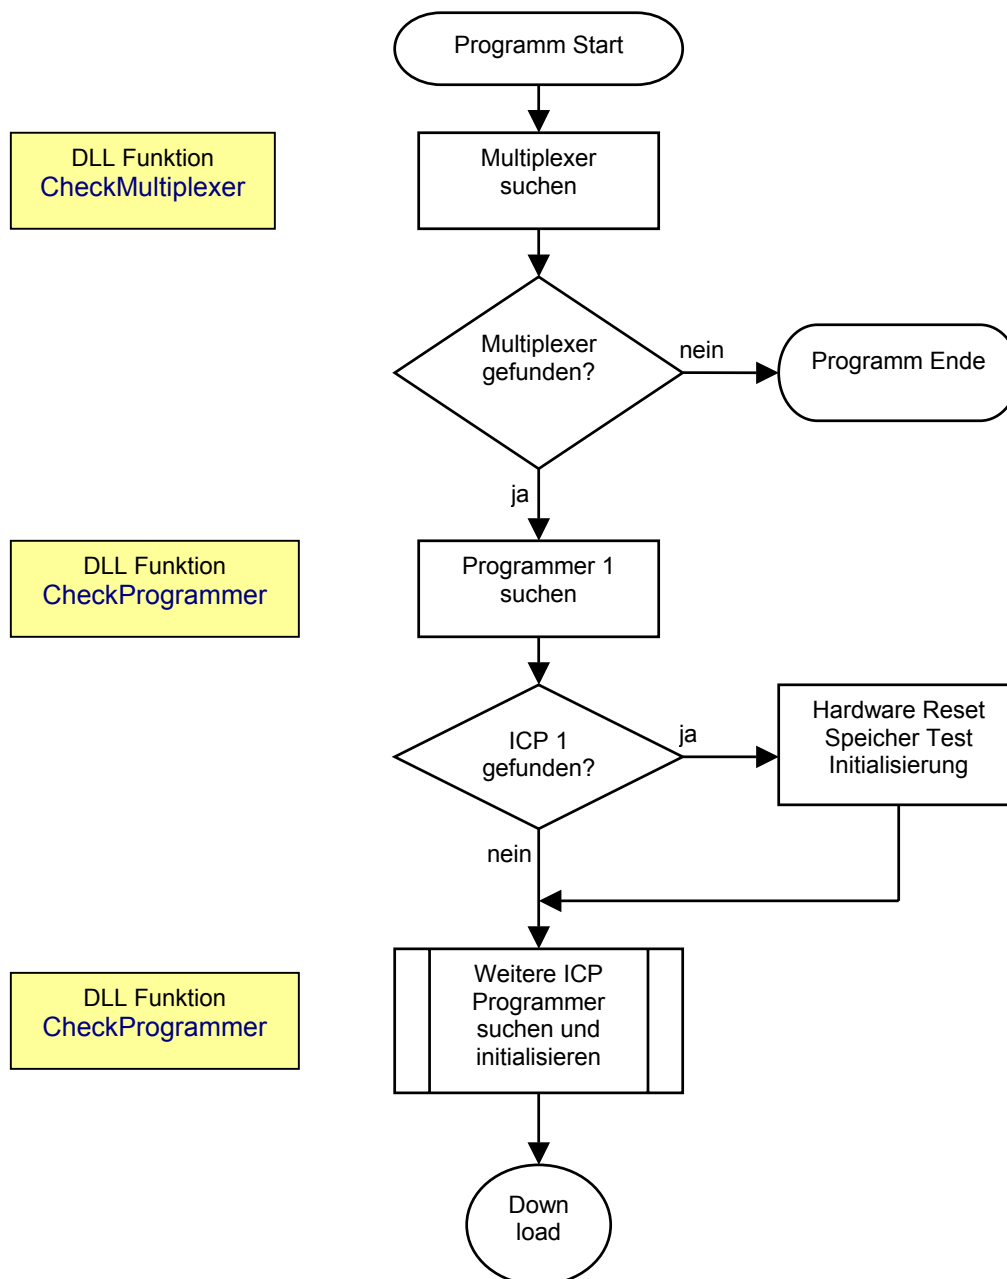 Programm Start
DLL Funktion
CheckMultiplexer
Multiplexer
suchen
Multiplexer
gefunden?
nein
Programm Ende
ja
DLL Funktion
CheckProgrammer
Programmer 1
suchen
ICP 1
gefunden?
ja
Hardware Reset
Speicher Test
Initialisierung
nein
DLL Funktion
CheckProgrammer
Weitere ICP
Programmer
suchen und
initialisieren
Down
load